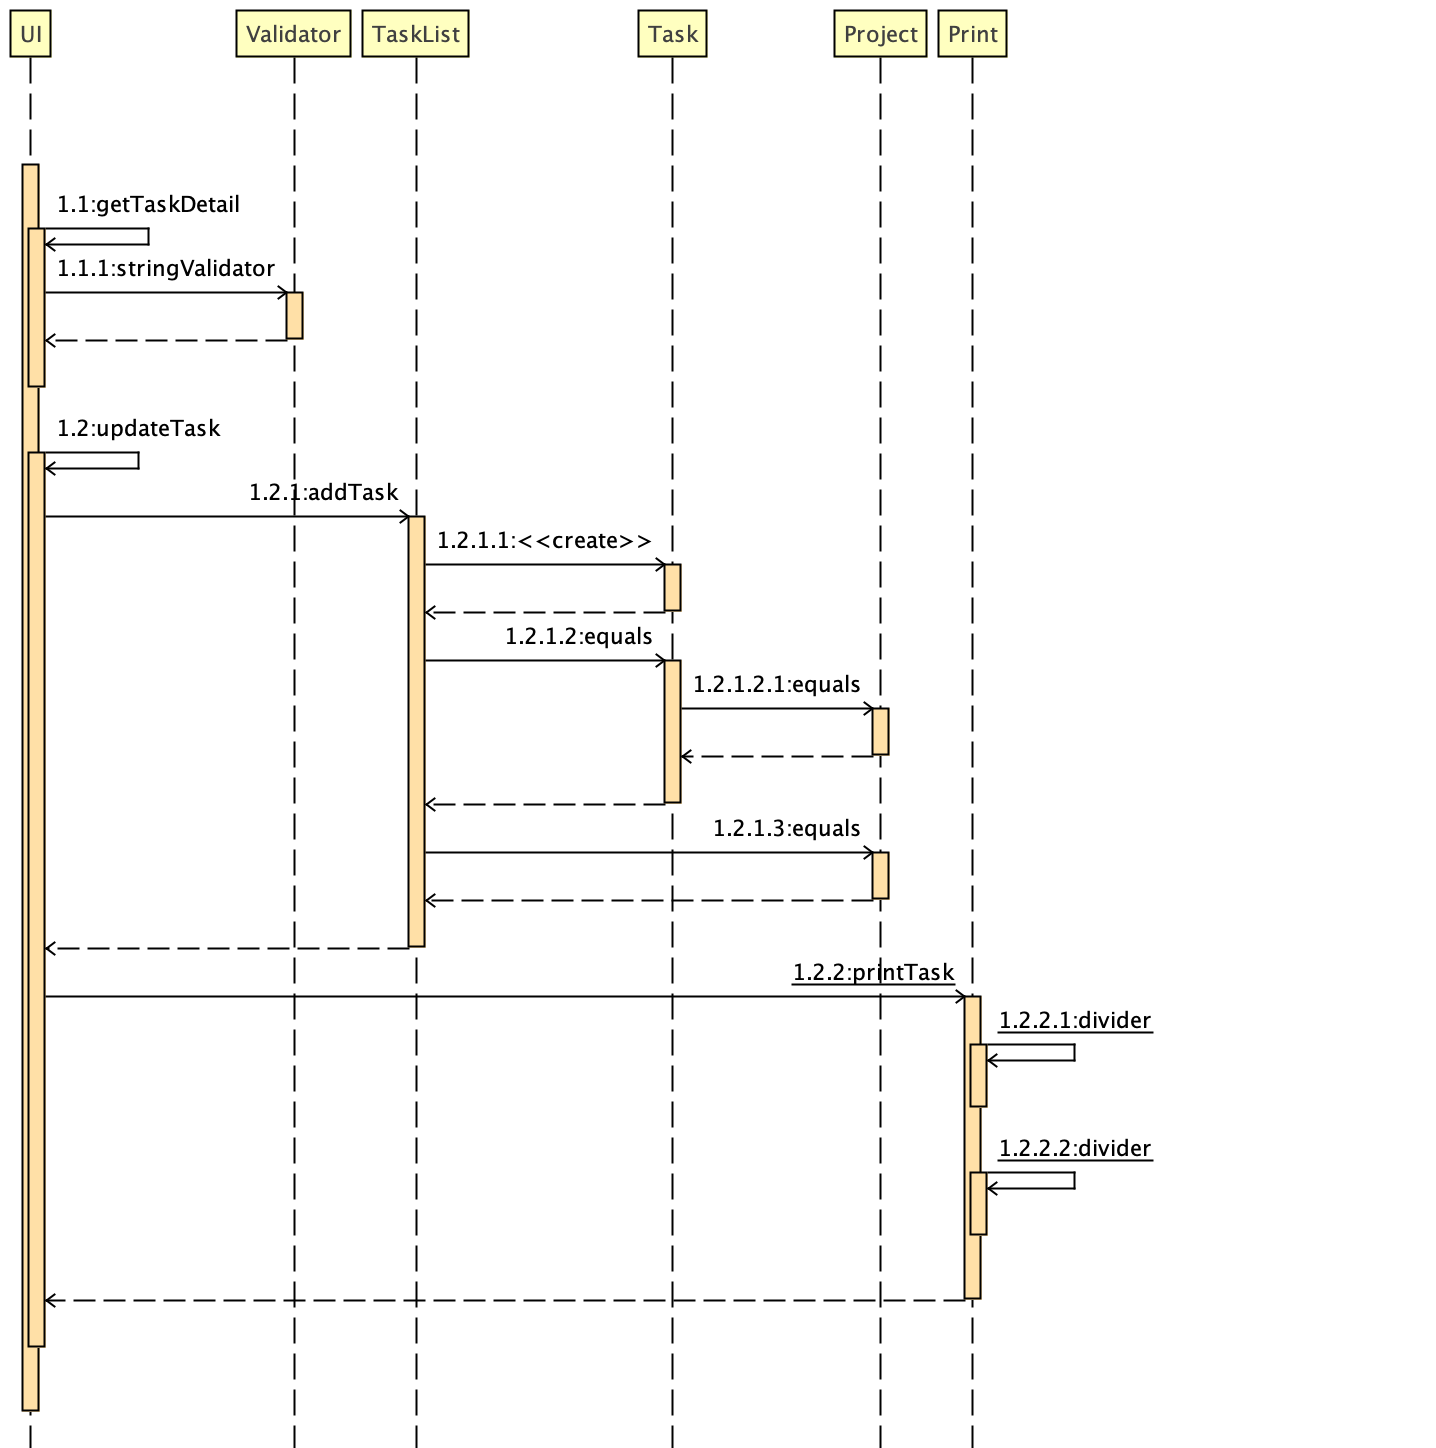 UI
Validator
TaskList
Task
Project
Print
1.1:getTaskDetail
1.1.1:stringValidator
1.2:updateTask
1.2.1:addTask
1.2.1.1:<<create>>
1.2.1.2:equals
1.2.1.2.1:equals
1.2.1.3:equals
1.2.2:printTask
1.2.2.1:divider
1.2.2.2:divider